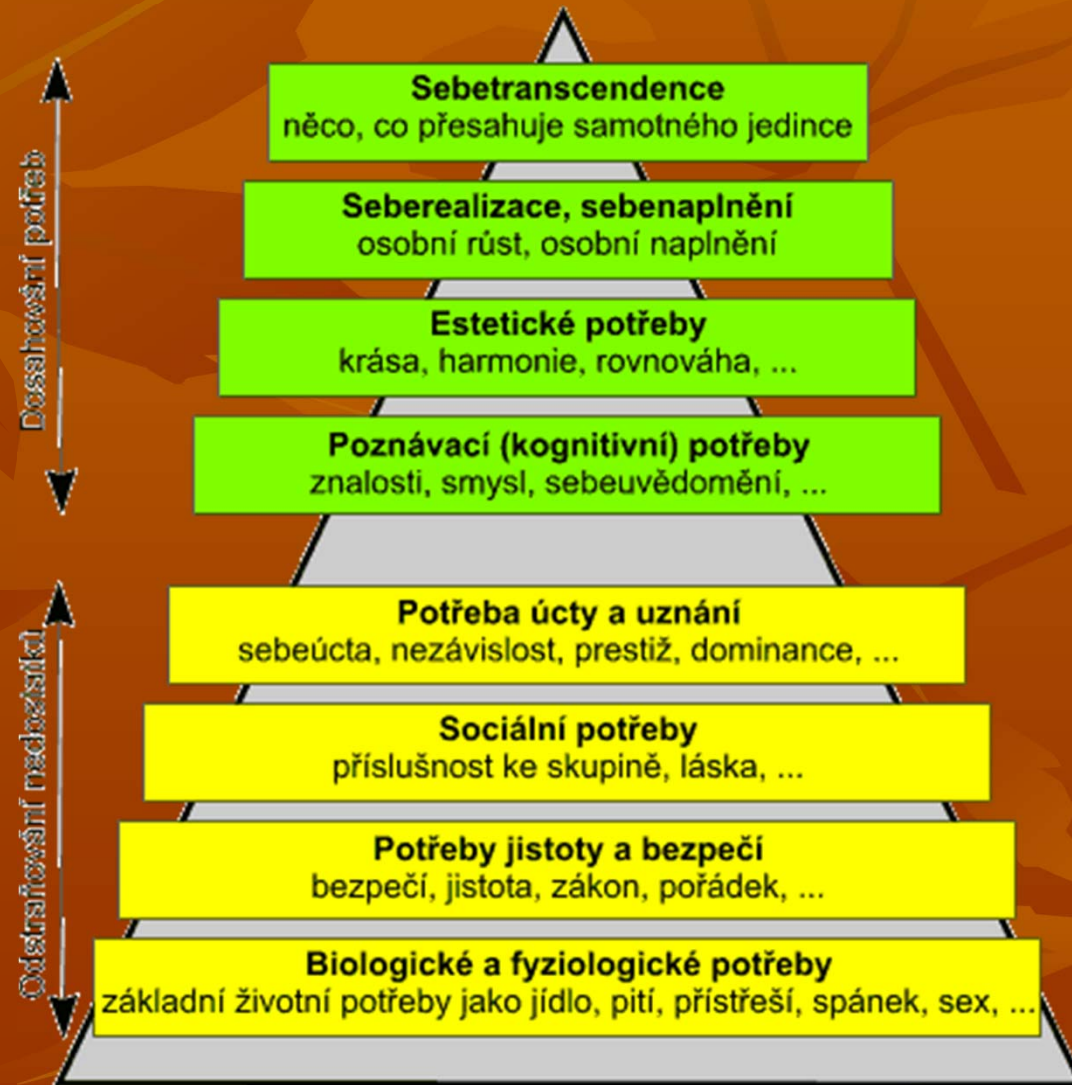 Sebetranscendence
něco, co přesahuje samotného jedince
Seberealizace, sebenaplnění
osobní růst, osobní naplnění
Estetické potřeby
krása, harmonie, rovnováha, ...
Poznávací (kognitivní) potřeby
znalosti, smysl, sebeuvědomění, ...
Dosahování potřeb
Potřeba úcty a uznání
sebeúcta, nezávislost, prestiž, dominance, ...
Sociální potřeby
příslušnost ke skupině, láska, ...
Potřeby jistoty a bezpečí
bezpečí, jistota, zákon, pořádek, ...
Biologické a fyziologické potřeby
základní životní potřeby jako jídlo, pití, přístřeší, spánek, sex, ...
Odstraňování nedostatků